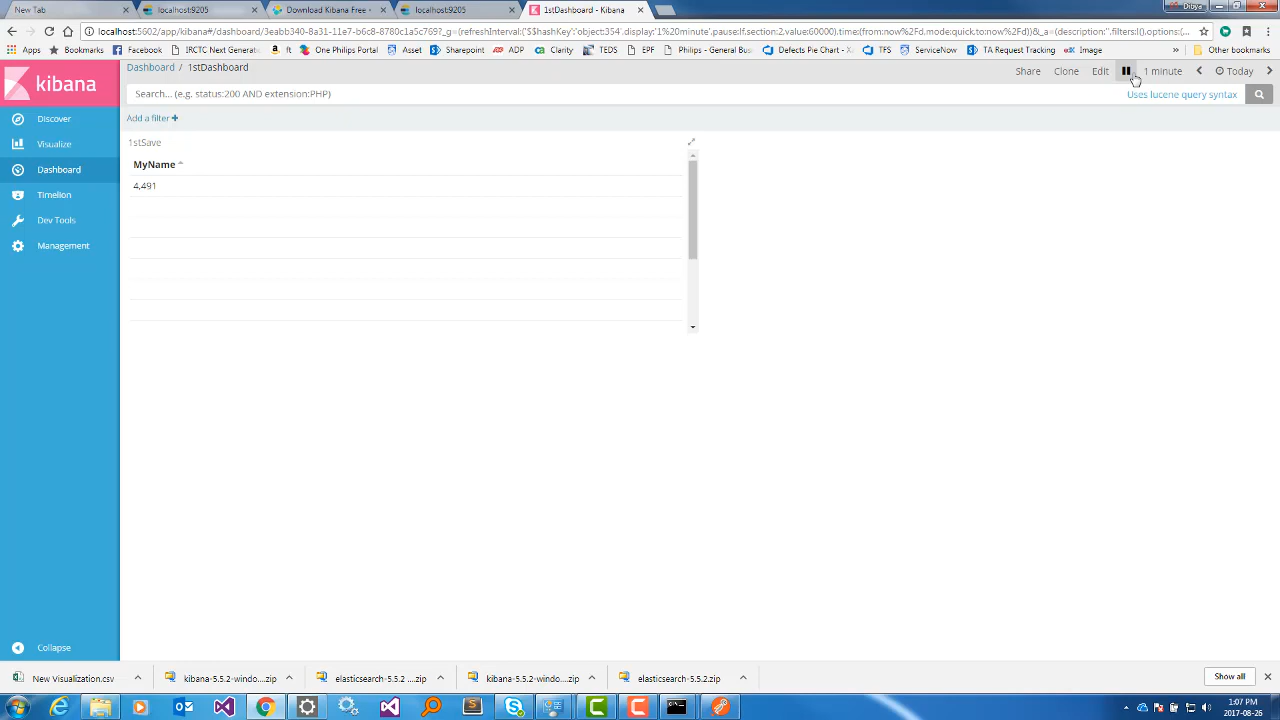 New Tab
localhost:9205
Download Kibana Free •
localhost:9205
1stDashboard - Kibana
Dibya
localhost:5602/app/kibana#/dashboard/3eabb340-8a31-11e7-b6c8-8780c1a5c769?_g=(refreshInterval:('$$hashKey':'object:354',display:'1%20minute',pause:!f,section:2,value:60000),time:(from:now%2Fd,mode:quick,to:now%2Fd))&_a=(description:'',filters:!(),options:(...
Apps
Bookmarks
Facebook
IRCTC Next Generati
ft
One Philips Portal
Asset
Sharepoint
ADC
Clarity
TEDS
EPF
Philips - General Bus
Defects Pie Chart - X
TFS
ServiceNow
TA Request Tracking
Image
»
Other bookmarks
kibana
Dashboard / 1stDashboard
Share Clone Edit 1 minute Today
Search... (e.g. status:200 AND extension:PHP)
Uses lucene query syntax
Add a filter +
Discover
Visualize
Dashboard
Timelion
Dev Tools
Management
Collapse
1stSave
MyName
4,491
New Visualization.csv
kibana-5.5.2-windo....zip
elasticsearch-5.5.2 ....zip
kibana-5.5.2-windo....zip
elasticsearch-5.5.2.zip
Show all
1:07 PM
2017-08-26